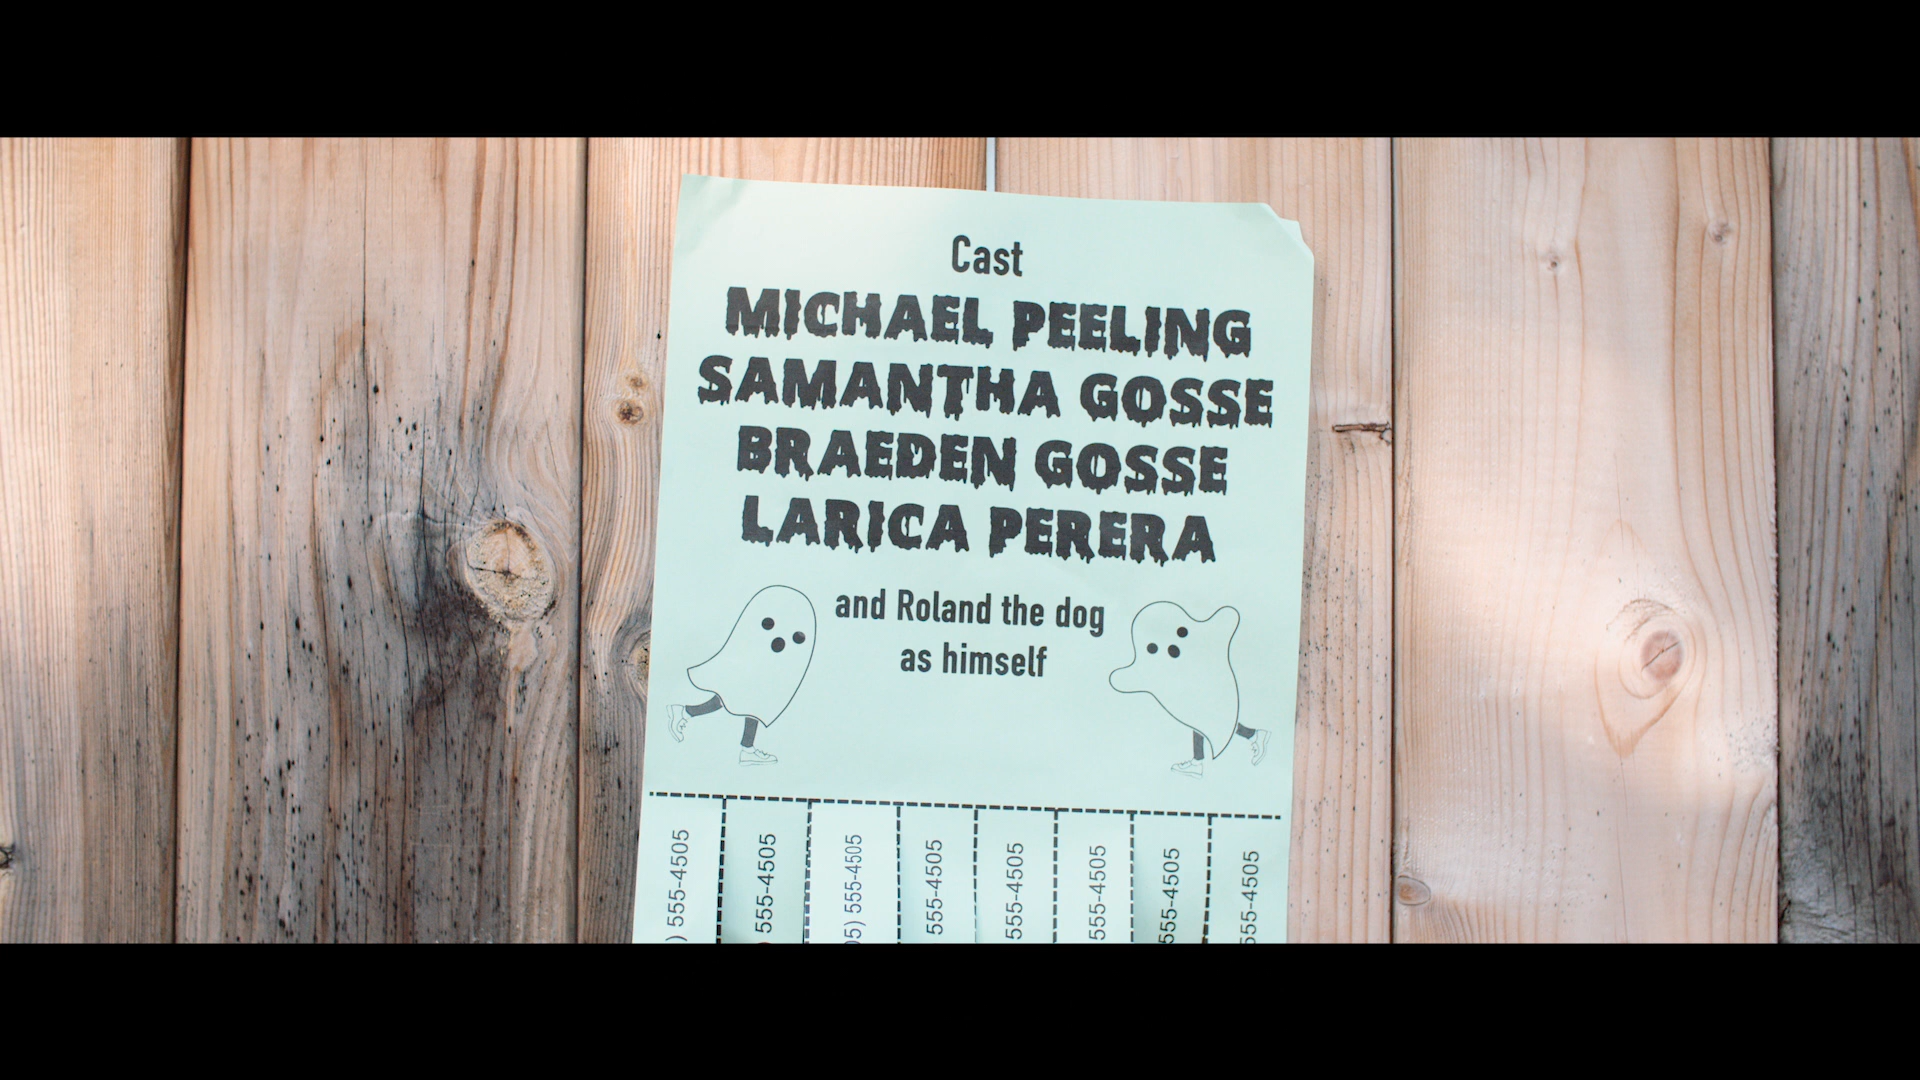 Cast
MICHAEL PEELING
SAMANTHA GOSSE
BRAEDEN GOSSE
LARICA PERERA
and Roland the dog
as himself
) 555-4505
) 555-4505
05) 555-4505
555-4505
555-4505
555-4505
555-4505
555-4505